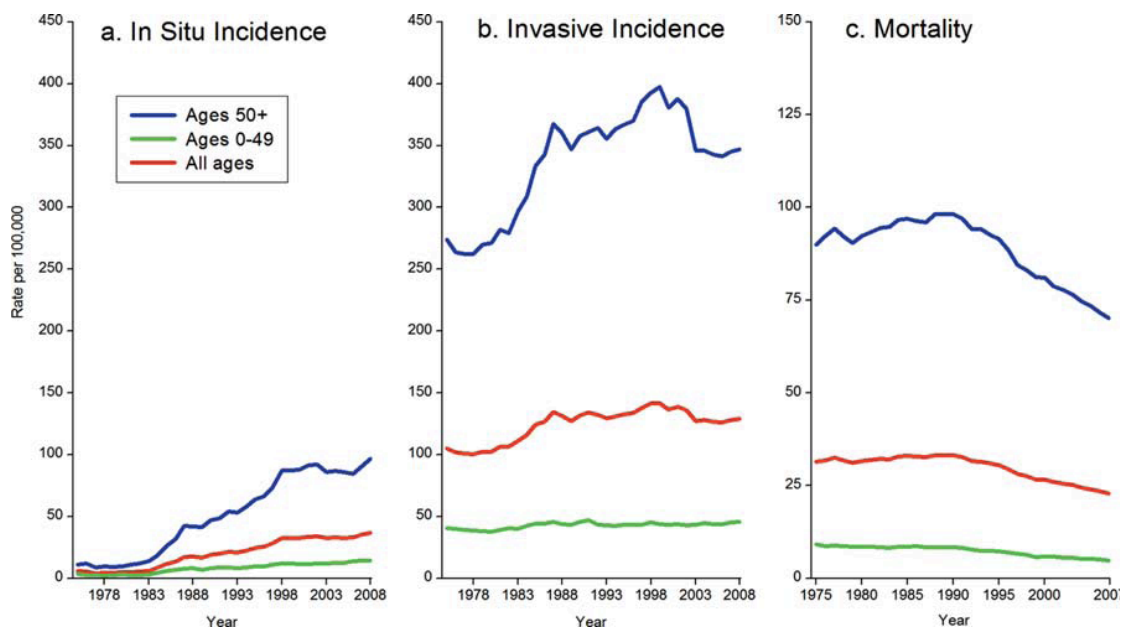 a. In Situ Incidence
b. Invasive Incidence
c. Mortality
Ages 50+
Ages 0-49
All ages
Rate per 100,000
450
400
350
300
250
200
150
100
50
0
1978 1983 1988 1993 1998 2003 2008
Year
450
400
350
300
250
200
150
100
50
0
1978 1983 1988 1993 1998 2003 2008
Year
150
125
100
75
50
25
0
1975 1980 1985 1990 1995 2000 2007
Year